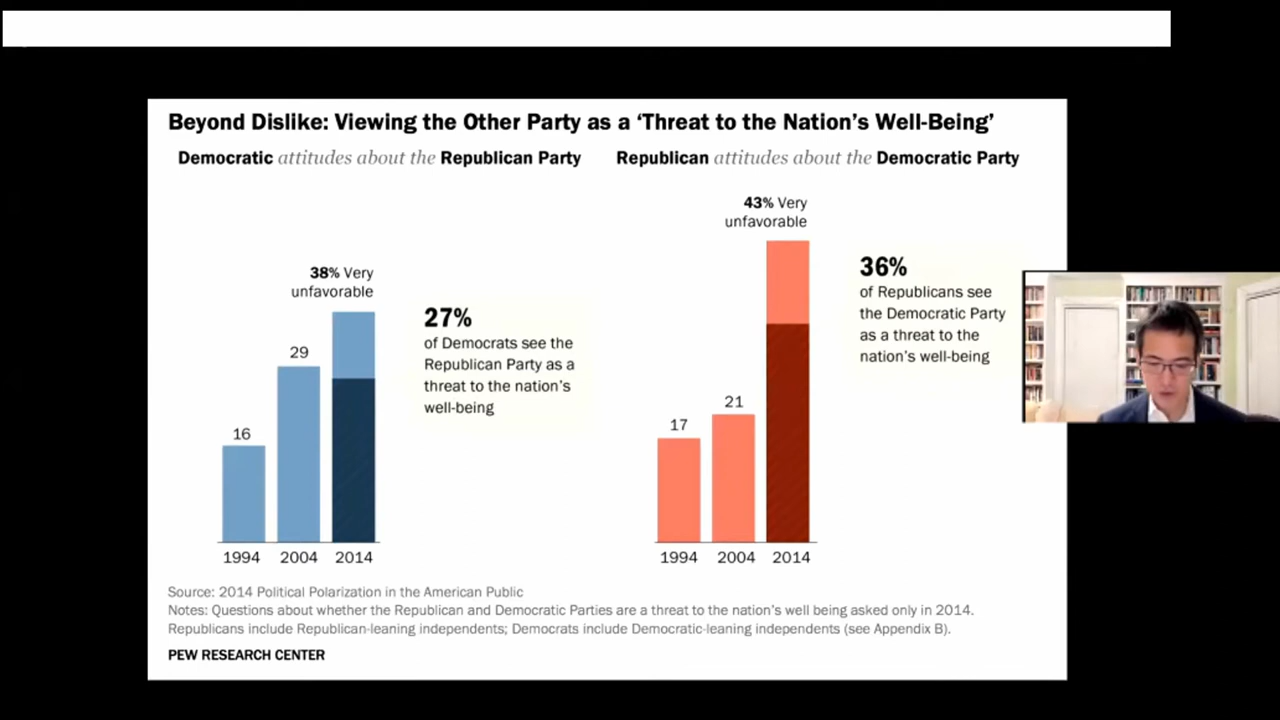 Beyond Dislike: Viewing the Other Party as a ‘Threat to the Nation’s Well-Being’
Democratic attitudes about the Republican Party
38% Very
unfavorable
29
16
27%
of Democrats see the
Republican Party as a
threat to the nation’s
well-being
1994 2004 2014
Republican attitudes about the Democratic Party
43% Very
unfavorable
21
17
36%
of Republicans see
the Democratic Party
as a threat to the
nation’s well-being
1994 2004 2014
Source: 2014 Political Polarization in the American Public
Notes: Questions about whether the Republican and Democratic Parties are a threat to the nation’s well being asked only in 2014.
Republicans include Republican-leaning independents; Democrats include Democratic-leaning independents (see Appendix B).
PEW RESEARCH CENTER